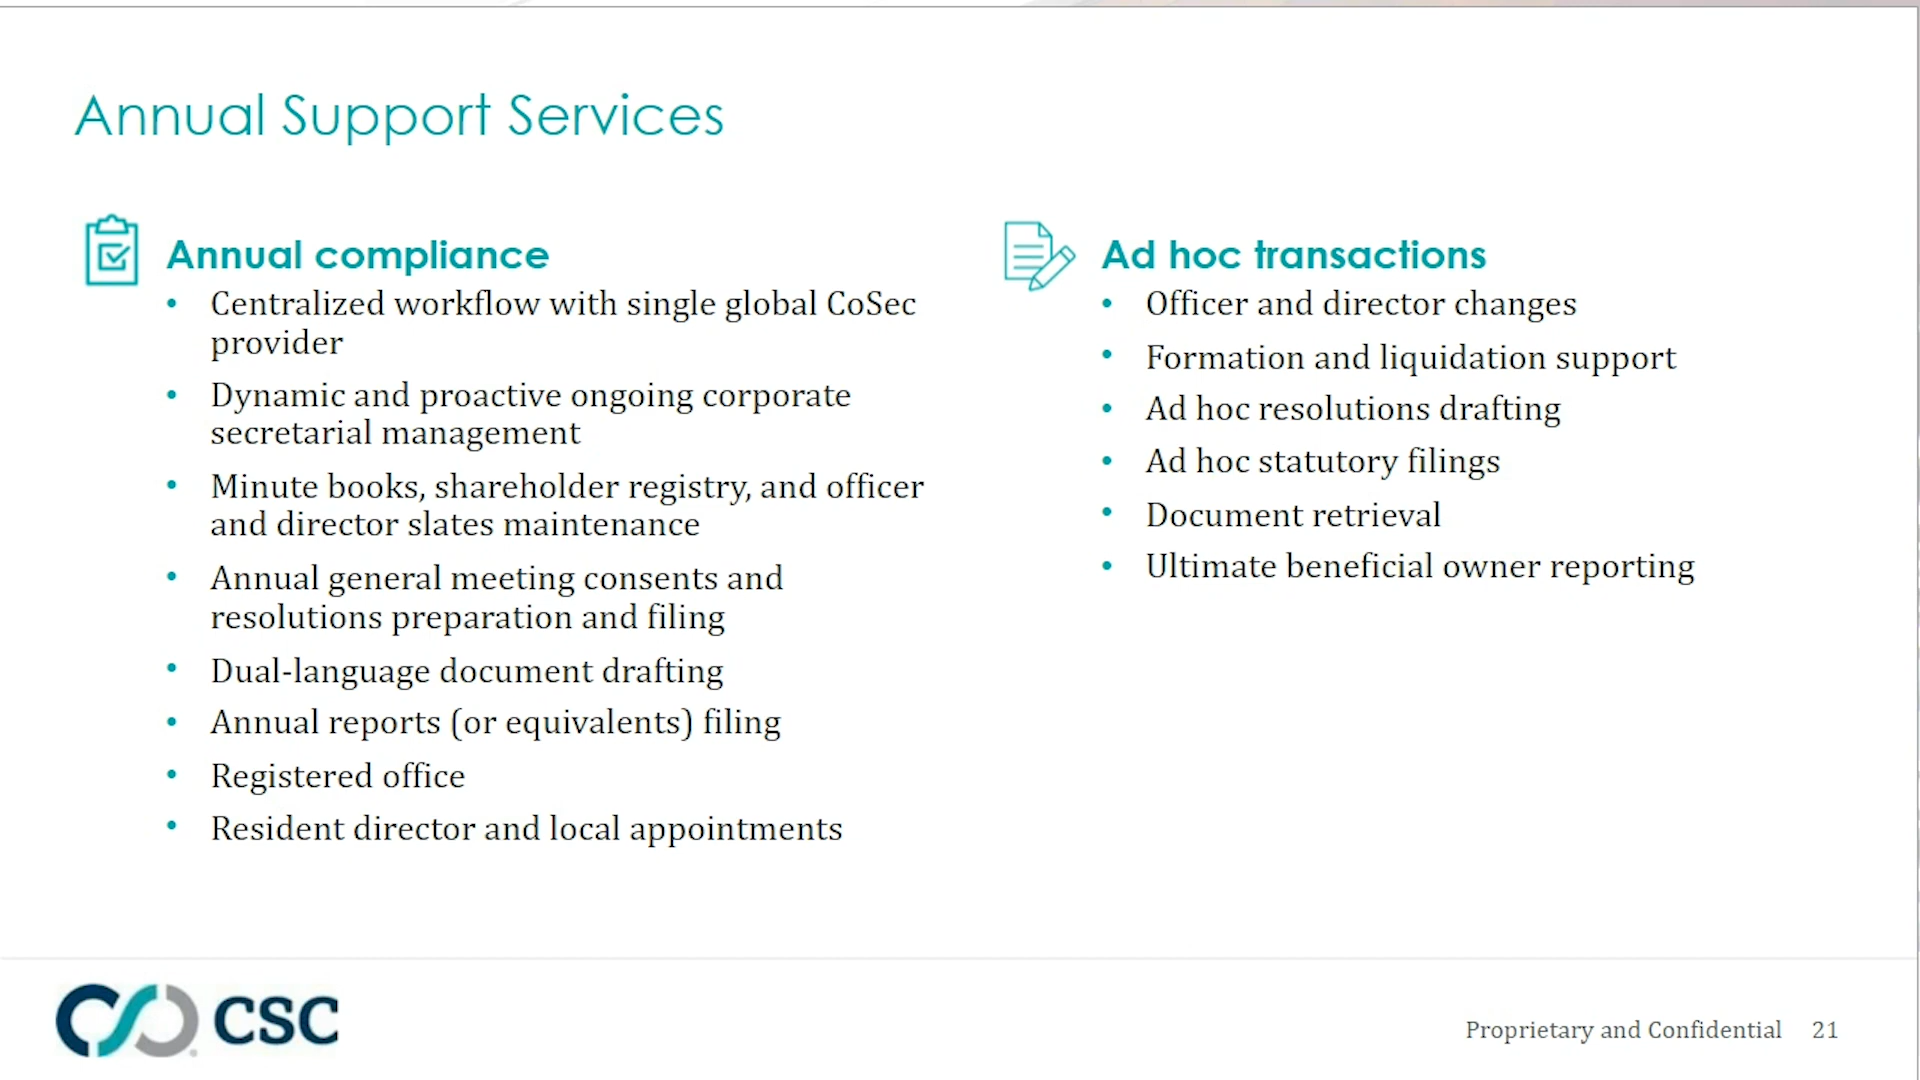 Annual Support Services
Annual compliance
• Centralized workflow with single global CoSec
provider
• Dynamic and proactive ongoing corporate
secretarial management
• Minute books, shareholder registry, and officer
and director slates maintenance
• Annual general meeting consents and
resolutions preparation and filing
• Dual-language document drafting
• Annual reports (or equivalents) filing
• Registered office
• Resident director and local appointments
Ad hoc transactions
• Officer and director changes
• Formation and liquidation support
• Ad hoc resolutions drafting
• Ad hoc statutory filings
• Document retrieval
• Ultimate beneficial owner reporting
CSC
Proprietary and Confidential 21